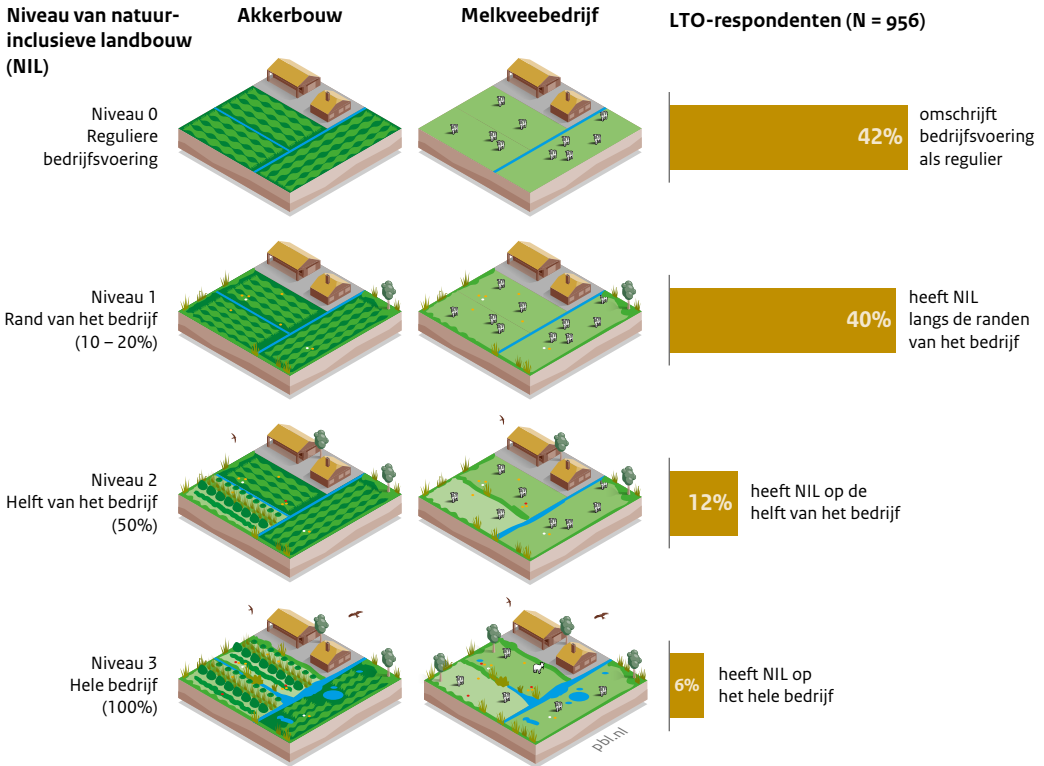 Niveau van natuur-
inclusieve landbouw
(NIL)
Akkerbouw
Melkveebedrijf
LTO-respondenten (N = 956)
Niveau 0
Reguliere
bedrijfsvoering
42%
omschrijft
bedrijfsvoering
als regulier
Niveau 1
Rand van het bedrijf
(10 – 20%)
40%
heeft NIL
langs de randen
van het bedrijf
Niveau 2
Helft van het bedrijf
(50%)
12%
heeft NIL op de
helft van het bedrijf
Niveau 3
Hele bedrijf
(100%)
6%
heeft NIL op
het hele bedrijf
pbl.nl